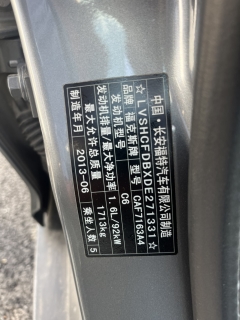 中国·长安福特汽车有限公司制造
☆LVSHCFDBXDE271331☆
品牌 福克斯牌 型号 CAF7163A4
发动机型号 C6
发动机排量/最大净功率 1.6L/92kW
最大允许总质量 1713kg
制造年月 2013-06 乘坐人数 5